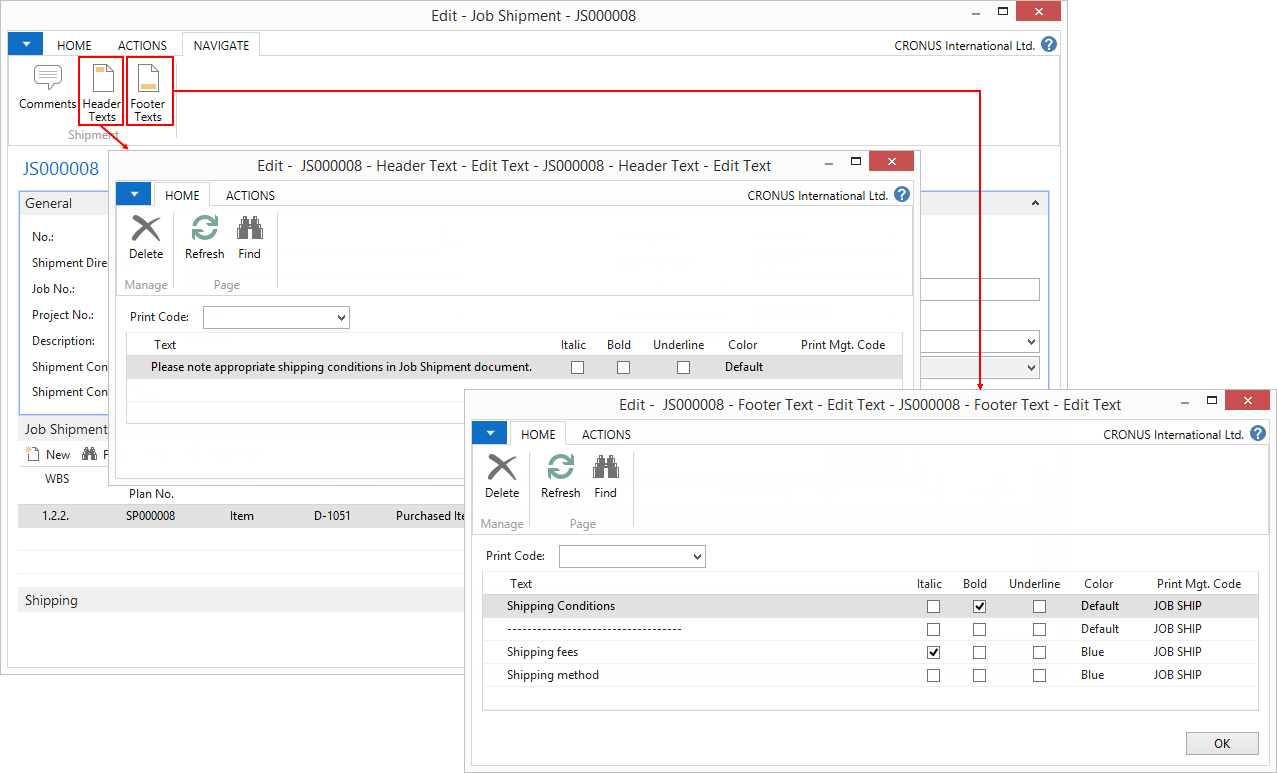 Edit - Job Shipment - JS000008
HOME ACTIONS NAVIGATE CRONUS International Ltd. ?
Comments Header Texts Footer Texts
Shipment
JS000008
General
No.:
Shipment Dire
Job No.:
Project No.:
Description:
Shipment Con
Shipment Con
Job Shipment
New F
WBS
Plan No.
1.2.2. SP000008 Item D-1051 Purchased Ite
Shipping
Edit - JS000008 - Header Text - Edit Text - JS000008 - Header Text - Edit Text
HOME ACTIONS CRONUS International Ltd. ?
Delete Refresh Find
Manage Page
Print Code:
Text Italic Bold Underline Color Print Mgt. Code
Please note appropriate shipping conditions in Job Shipment document. Default
Edit - JS000008 - Footer Text - Edit Text - JS000008 - Footer Text - Edit Text
HOME ACTIONS CRONUS International Ltd. ?
Delete Refresh Find
Manage Page
Print Code:
Text Italic Bold Underline Color Print Mgt. Code
Shipping Conditions Default JOB SHIP
----------------------------------- Default JOB SHIP
Shipping fees Blue JOB SHIP
Shipping method Blue JOB SHIP
OK